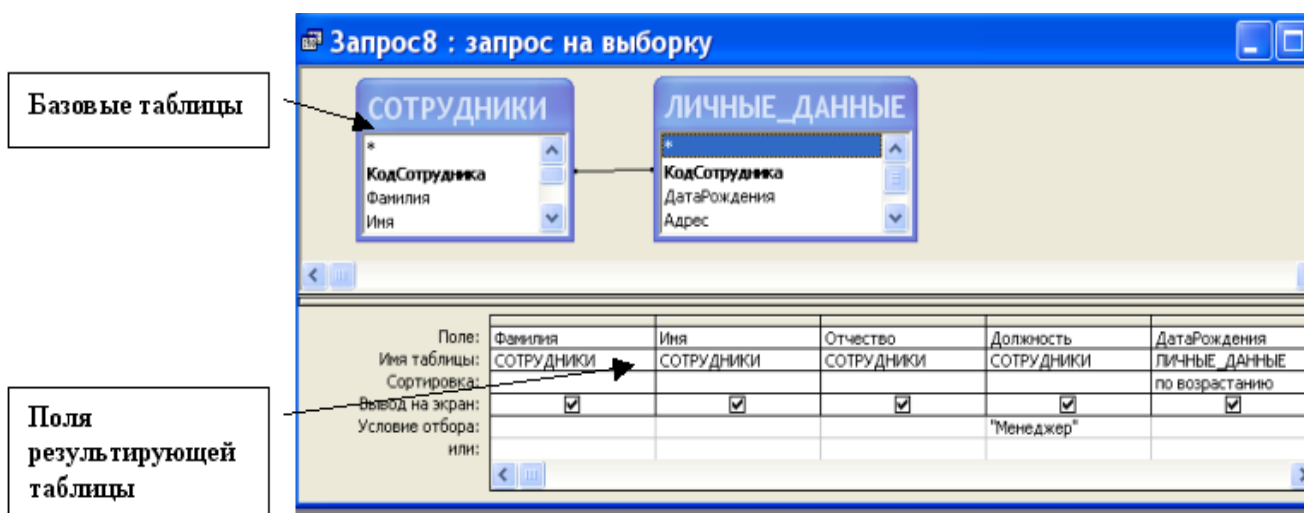 Запрос8 : запрос на выборку
Базовые таблицы
СОТРУДНИКИ
*
КодСотрудника
Фамилия
Имя
ЛИЧНЫЕ_ДАННЫЕ
*
КодСотрудника
ДатаРождения
Адрес
Поле: Фамилия Имя Отчество Должность ДатаРождения
Имя таблицы: СОТРУДНИКИ СОТРУДНИКИ СОТРУДНИКИ СОТРУДНИКИ ЛИЧНЫЕ_ДАННЫЕ
Сортировка: по возрастанию
Вывод на экран:
Условие отбора: "Менеджер"
или:
Поля
результирующей
таблицы